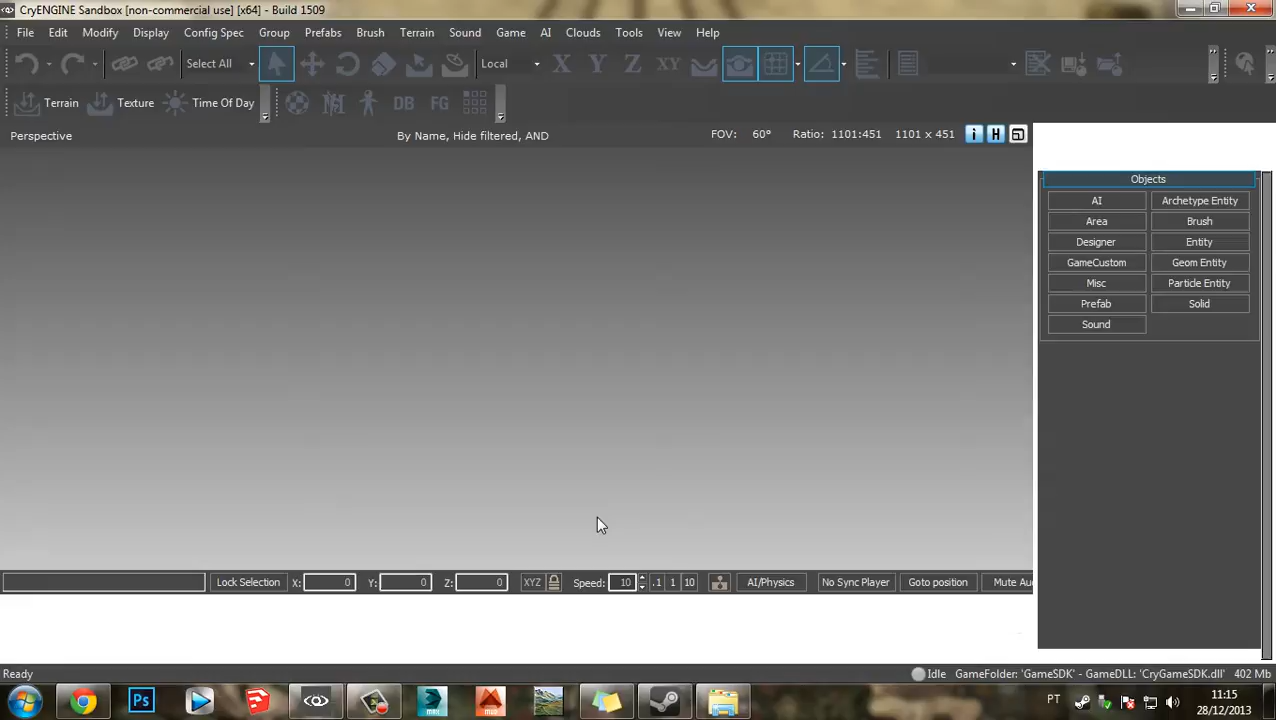 CryENGINE Sandbox [non-commercial use] [x64] - Build 1509
File Edit Modify Display Config Spec Group Prefabs Brush Terrain Sound Game AI Clouds Tools View Help
Select All Local X Y Z XY
Terrain Texture Time Of Day DB FG
Perspective By Name, Hide filtered, AND FOV: 60° Ratio: 1101:451 1101 x 451 i H
Objects
AI Archetype Entity
Area Brush
Designer Entity
GameCustom Geom Entity
Misc Particle Entity
Prefab Solid
Sound
Lock Selection X: 0 Y: 0 Z: 0 XYZ Speed: 10 .1 1 10 AI/Physics No Sync Player Goto position Mute Au
Ready Idle GameFolder: 'GameSDK' - GameDLL: 'CryGameSDK.dll' 402 Mb
Ps PT 11:15
28/12/2013